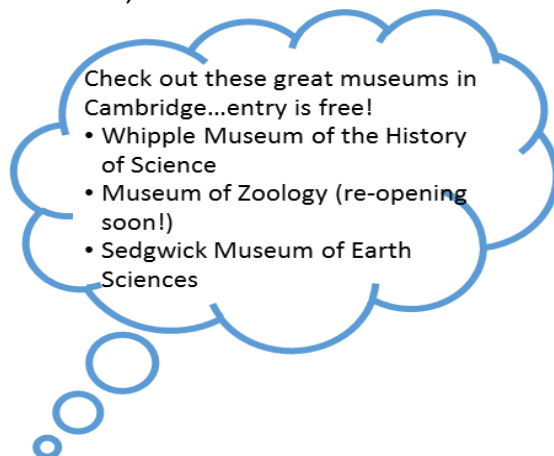 Check out these great museums in
Cambridge...entry is free!
• Whipple Museum of the History
of Science
• Museum of Zoology (re-opening
soon!)
• Sedgwick Museum of Earth
Sciences